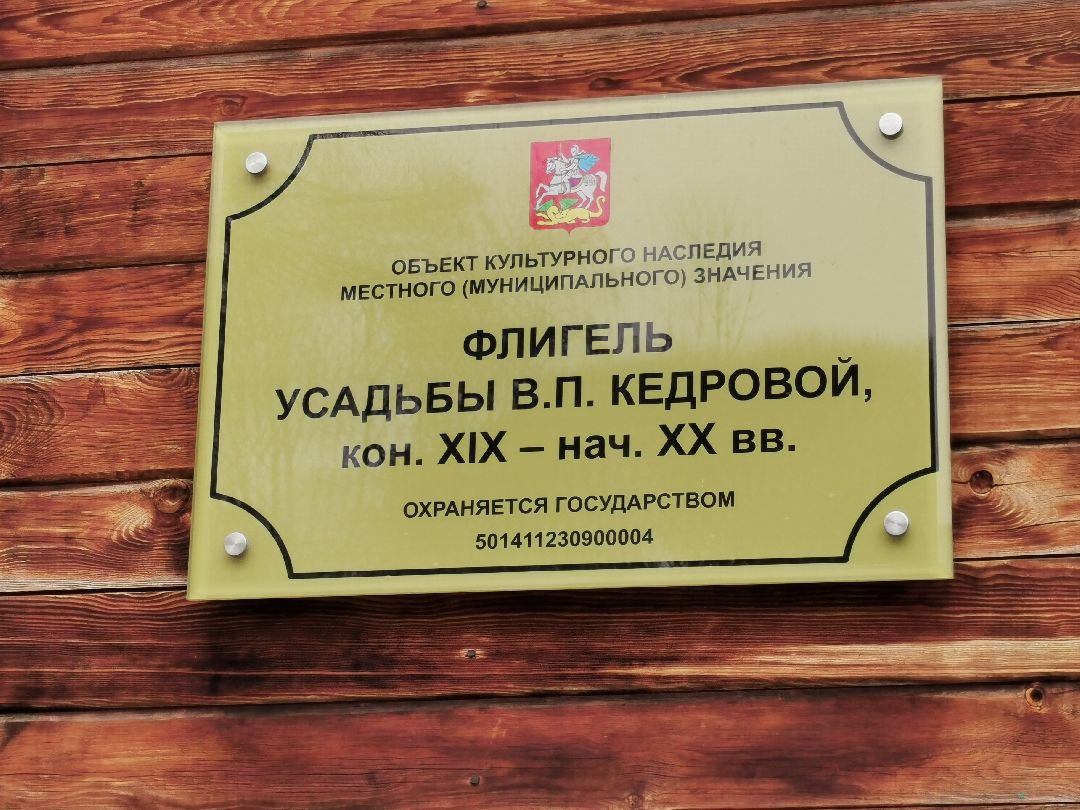 ОБЪЕКТ КУЛЬТУРНОГО НАСЛЕДИЯ
МЕСТНОГО (МУНИЦИПАЛЬНОГО) ЗНАЧЕНИЯ
ФЛИГЕЛЬ
УСАДЬБЫ В.П. КЕДРОВОЙ,
кон. XIX – нач. XX вв.
ОХРАНЯЕТСЯ ГОСУДАРСТВОМ
501411230900004